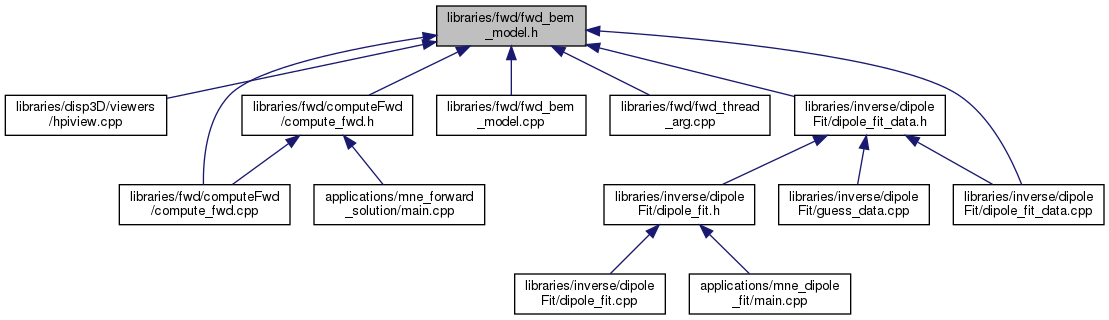 libraries/fwd/fwd_bem
_model.h
libraries/disp3D/viewers
/hpiview.cpp
libraries/fwd/computeFwd
/compute_fwd.h
libraries/fwd/fwd_bem
_model.cpp
libraries/fwd/fwd_thread
_arg.cpp
libraries/inverse/dipole
Fit/dipole_fit_data.h
libraries/fwd/computeFwd
/compute_fwd.cpp
applications/mne_forward
_solution/main.cpp
libraries/inverse/dipole
Fit/dipole_fit.h
libraries/inverse/dipole
Fit/guess_data.cpp
libraries/inverse/dipole
Fit/dipole_fit_data.cpp
libraries/inverse/dipole
Fit/dipole_fit.cpp
applications/mne_dipole
_fit/main.cpp